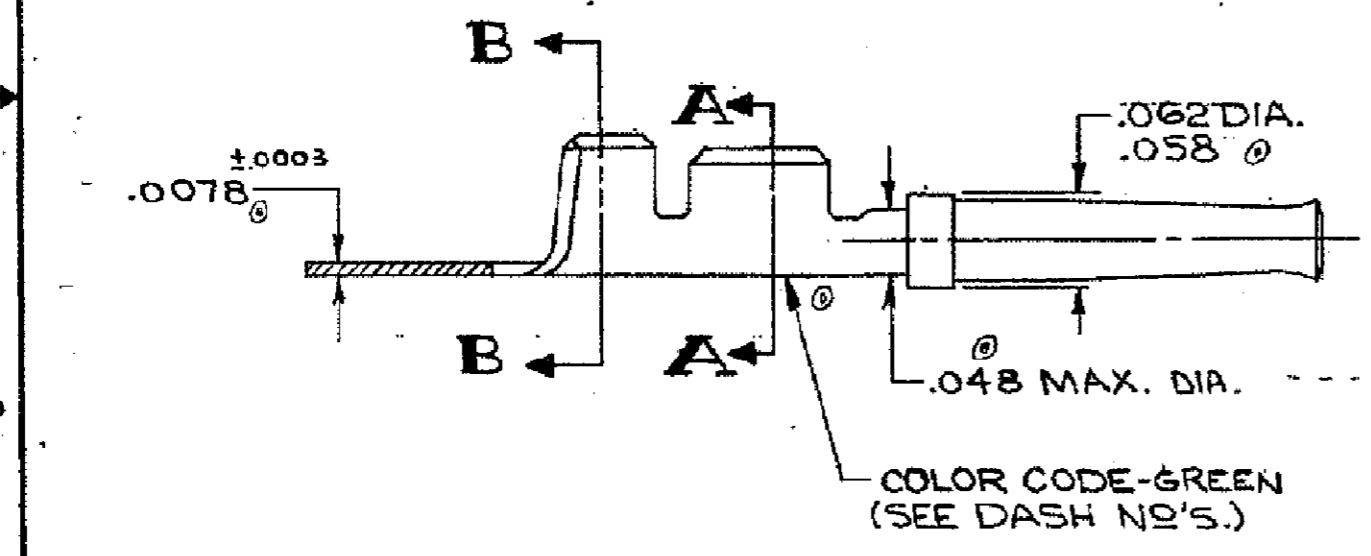 B
A
.062 DIA.
.058
±.0003
.0078
B
A
.048 MAX. DIA.
COLOR CODE-GREEN
(SEE DASH NO'S.)